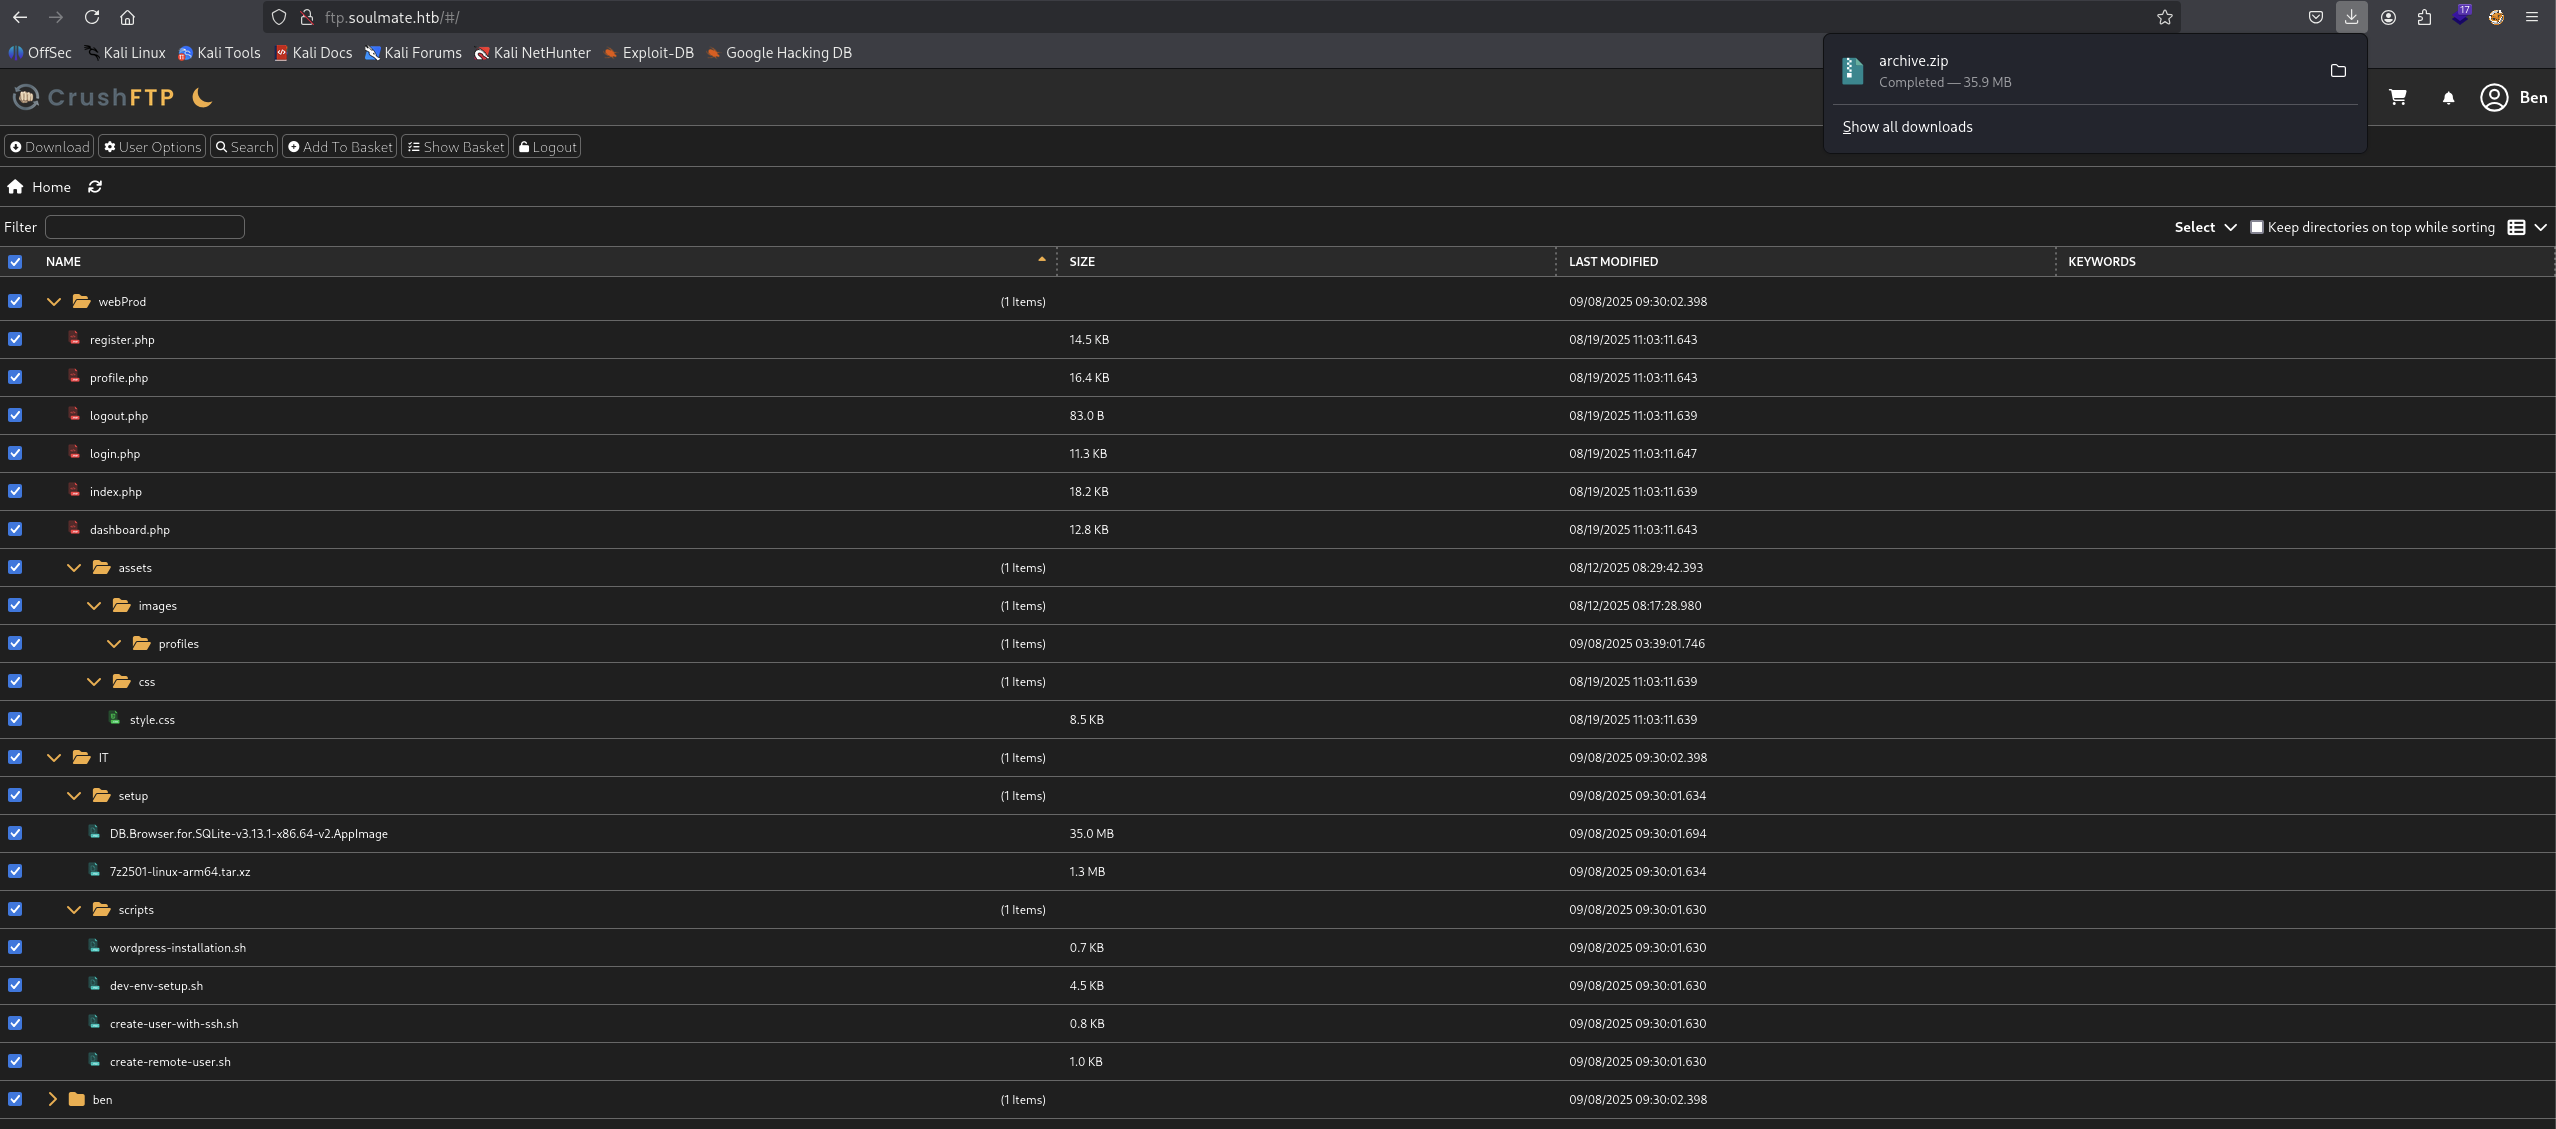 ftp.soulmate.htb/#/
17
OffSec Kali Linux Kali Tools Kali Docs Kali Forums Kali NetHunter Exploit-DB Google Hacking DB
archive.zip
Completed — 35.9 MB
Show all downloads
CrushFTP
Ben
Download User Options Search Add To Basket Show Basket Logout
Home
Filter Select Keep directories on top while sorting
NAME SIZE LAST MODIFIED KEYWORDS
webProd (1 Items) 09/08/2025 09:30:02.398
register.php 14.5 KB 08/19/2025 11:03:11.643
profile.php 16.4 KB 08/19/2025 11:03:11.643
logout.php 83.0 B 08/19/2025 11:03:11.639
login.php 11.3 KB 08/19/2025 11:03:11.647
index.php 18.2 KB 08/19/2025 11:03:11.639
dashboard.php 12.8 KB 08/19/2025 11:03:11.643
assets (1 Items) 08/12/2025 08:29:42.393
images (1 Items) 08/12/2025 08:17:28.980
profiles (1 Items) 09/08/2025 03:39:01.746
css (1 Items) 08/19/2025 11:03:11.639
style.css 8.5 KB 08/19/2025 11:03:11.639
IT (1 Items) 09/08/2025 09:30:02.398
setup (1 Items) 09/08/2025 09:30:01.634
DB.Browser.for.SQLite-v3.13.1-x86.64-v2.AppImage 35.0 MB 09/08/2025 09:30:01.694
7z2501-linux-arm64.tar.xz 1.3 MB 09/08/2025 09:30:01.634
scripts (1 Items) 09/08/2025 09:30:01.630
wordpress-installation.sh 0.7 KB 09/08/2025 09:30:01.630
dev-env-setup.sh 4.5 KB 09/08/2025 09:30:01.630
create-user-with-ssh.sh 0.8 KB 09/08/2025 09:30:01.630
create-remote-user.sh 1.0 KB 09/08/2025 09:30:01.630
ben (1 Items) 09/08/2025 09:30:02.398